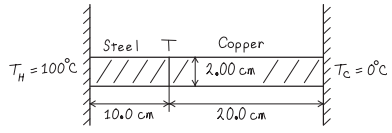 Steel T Copper
T_H = 100°C 2.00 cm T_C = 0°C
10.0 cm 20.0 cm